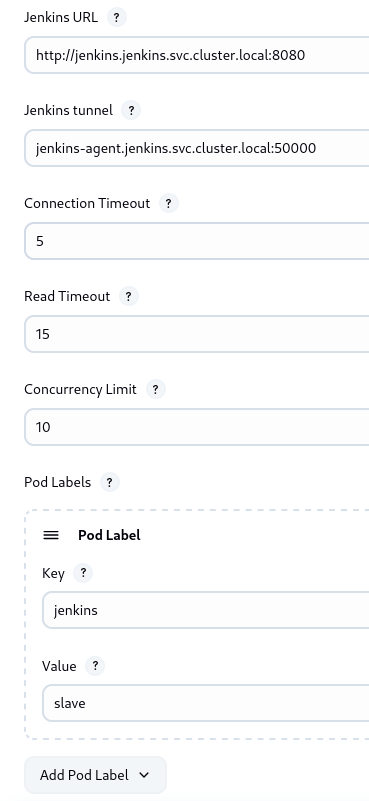 Jenkins URL ?
http://jenkins.jenkins.svc.cluster.local:8080
Jenkins tunnel ?
jenkins-agent.jenkins.svc.cluster.local:50000
Connection Timeout ?
5
Read Timeout ?
15
Concurrency Limit ?
10
Pod Labels ?
Pod Label
Key ?
jenkins
Value ?
slave
Add Pod Label